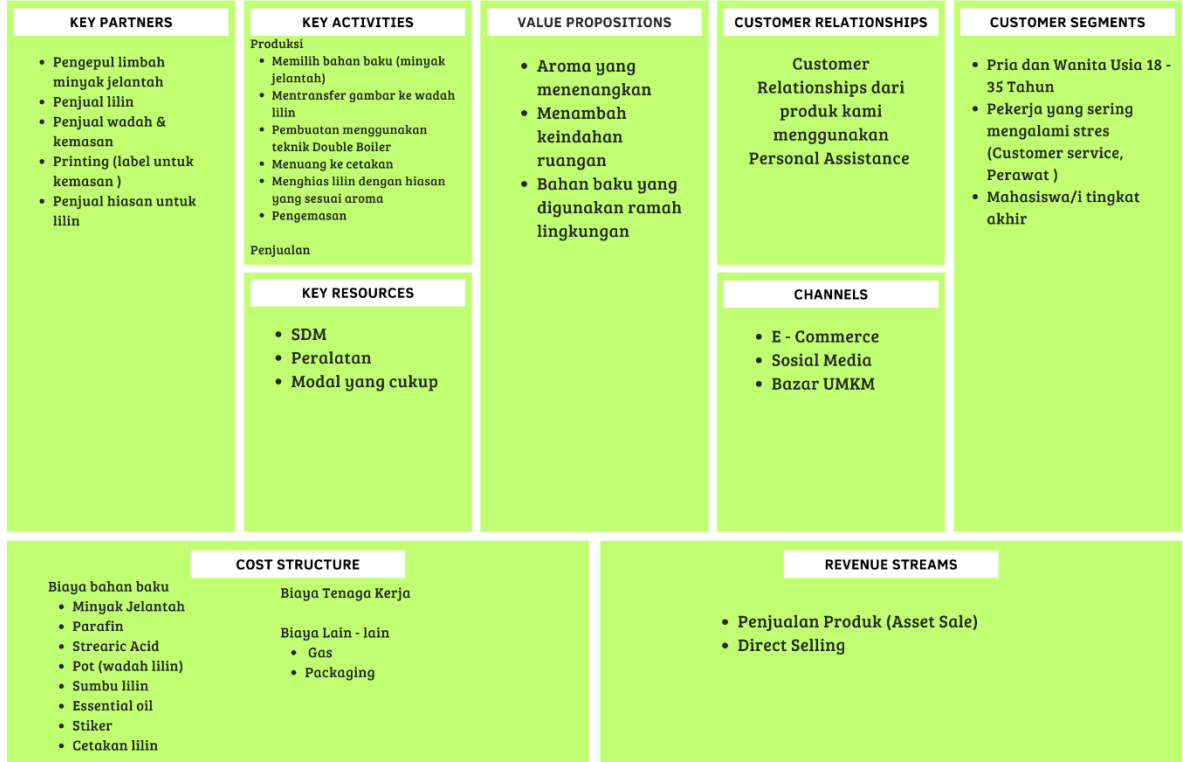 KEY PARTNERS
• Pengepul limbah
minyak jelantah
• Penjual lilin
• Penjual wadah &
kemasan
• Printing (label untuk
kemasan )
• Penjual hiasan untuk
lilin
KEY ACTIVITIES
Produksi
• Memilih bahan baku (minyak
jelantah)
• Mentransfer gambar ke wadah
lilin
• Pembuatan menggunakan
teknik Double Boiler
• Menuang ke cetakan
• Menghias lilin dengan hiasan
yang sesuai aroma
• Pengemasan
Penjualan
KEY RESOURCES
• SDM
• Peralatan
• Modal yang cukup
VALUE PROPOSITIONS
• Aroma yang
menenangkan
• Menambah
keindahan
ruangan
• Bahan baku yang
digunakan ramah
lingkungan
CUSTOMER RELATIONSHIPS
Customer
Relationships dari
produk kami
menggunakan
Personal Assistance
CHANNELS
• E - Commerce
• Sosial Media
• Bazar UMKM
CUSTOMER SEGMENTS
• Pria dan Wanita Usia 18 -
35 Tahun
• Pekerja yang sering
mengalami stres
(Customer service,
Perawat )
• Mahasiswa/i tingkat
akhir
COST STRUCTURE
Biaya bahan baku
• Minyak Jelantah
• Parafin
• Strearic Acid
• Pot (wadah lilin)
• Sumbu lilin
• Essential oil
• Stiker
• Cetakan lilin
Biaya Tenaga Kerja
Biaya Lain - lain
• Gas
• Packaging
REVENUE STREAMS
• Penjualan Produk (Asset Sale)
• Direct Selling